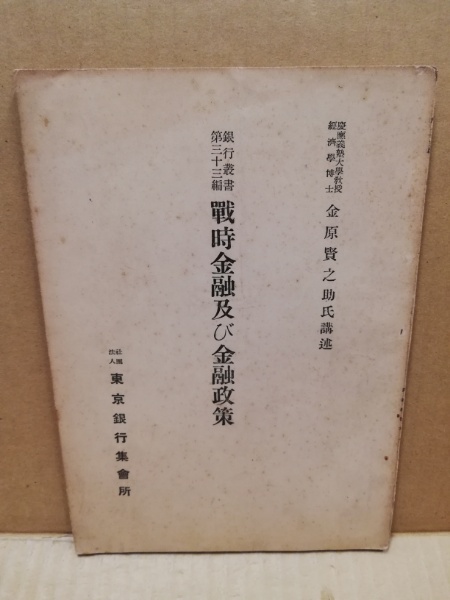 慶應義塾大學教授
經濟學博士
金原賢之助氏講述
銀行叢書
第三十三編
戰時金融及び金融政策
社團
法人
東京銀行集會所